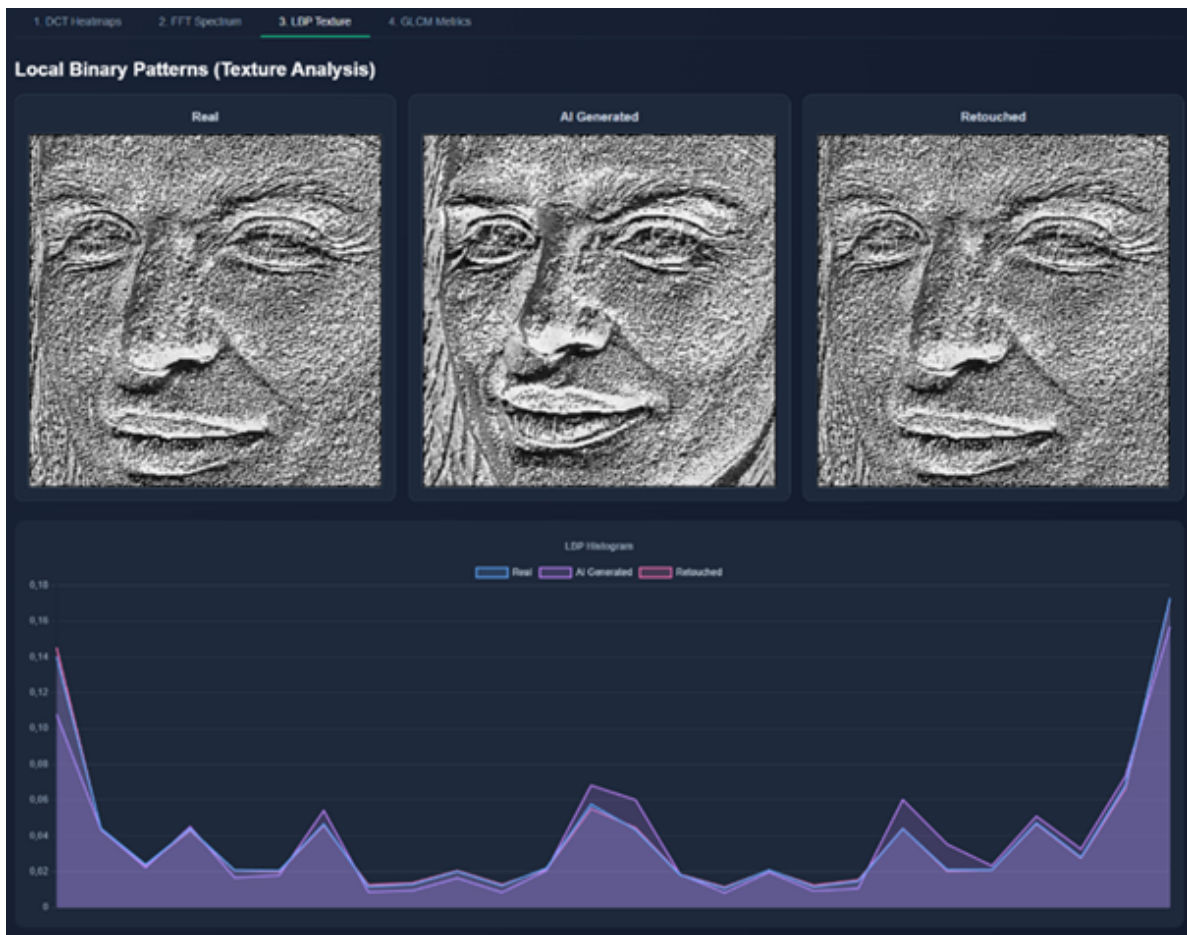 1. DCT Heatmaps 2. FFT Spectrum 3. LBP Texture 4. GLCM Metrics
Local Binary Patterns (Texture Analysis)
Real AI Generated Retouched
LBP Histogram
Real AI Generated Retouched
0,18
0,16
0,14
0,12
0,10
0,08
0,06
0,04
0,02
0